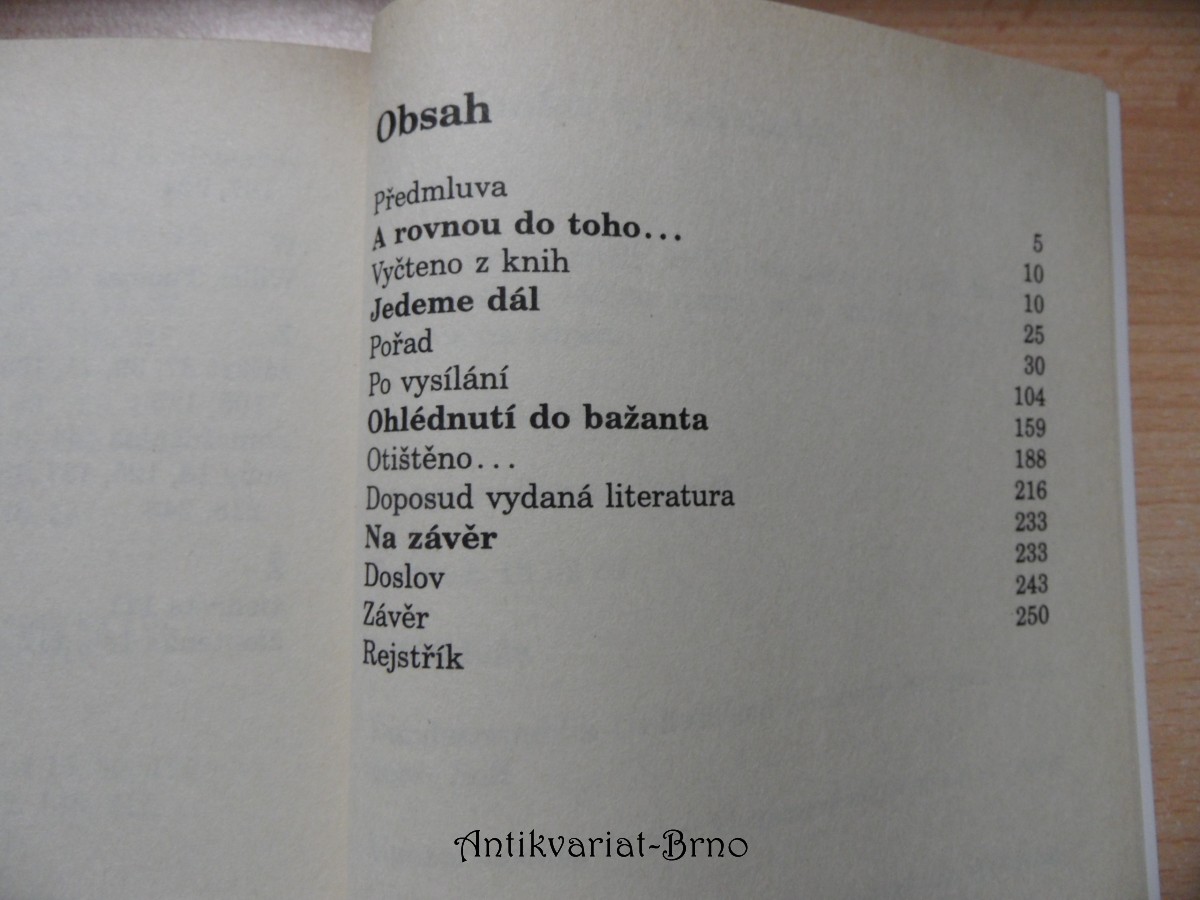 Obsah
Předmluva 5
A rovnou do toho... 10
Vyčteno z knih 10
Jedeme dál 25
Pořad 30
Po vysílání 104
Ohlédnutí do bažanta 159
Otištěno... 188
Doposud vydaná literatura 216
Na závěr 233
Doslov 233
Závěr 243
Rejstřík 250
Antikvariat-Brno